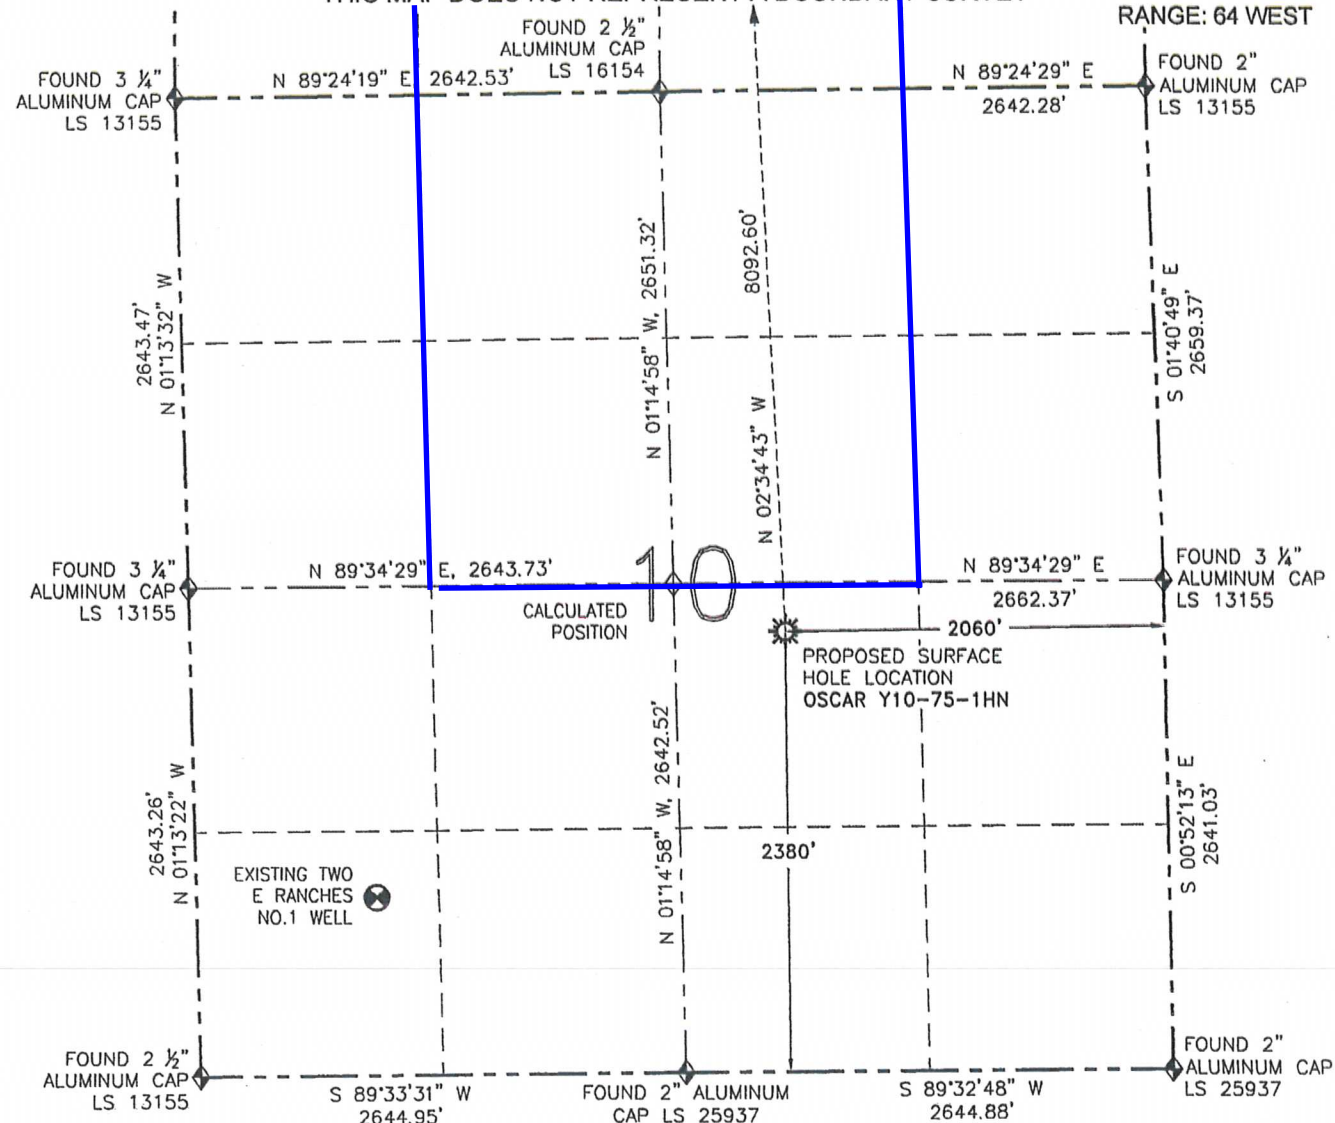 RANGE: 64 WEST
FOUND 2 ½"
ALUMINUM CAP
LS 16154
FOUND 3 ¼"
ALUMINUM CAP
LS 13155
N 89°24'19" E 2642.53'
N 89°24'29" E
2642.28'
FOUND 2"
ALUMINUM CAP
LS 13155
2643.47'
N 01°13'32" W
N 01°14'58" W, 2651.32'
8092.60'
N 02°34'43" W
S 01°40'49" E
2659.37'
FOUND 3 ¼"
ALUMINUM CAP
LS 13155
N 89°34'29" E, 2643.73'
10
CALCULATED
POSITION
N 89°34'29" E
2662.37'
FOUND 3 ¼"
ALUMINUM CAP
LS 13155
2060'
PROPOSED SURFACE
HOLE LOCATION
OSCAR Y10-75-1HN
2643.26'
N 01°13'22" W
N 01°14'58" W, 2642.52'
2380'
S 00°52'13" E
2641.03'
EXISTING TWO
E RANCHES
NO.1 WELL
FOUND 2 ½"
ALUMINUM CAP
LS 13155
S 89°33'31" W
2644.95'
FOUND 2" ALUMINUM
CAP LS 25937
S 89°32'48" W
2644.88'
FOUND 2"
ALUMINUM CAP
LS 25937